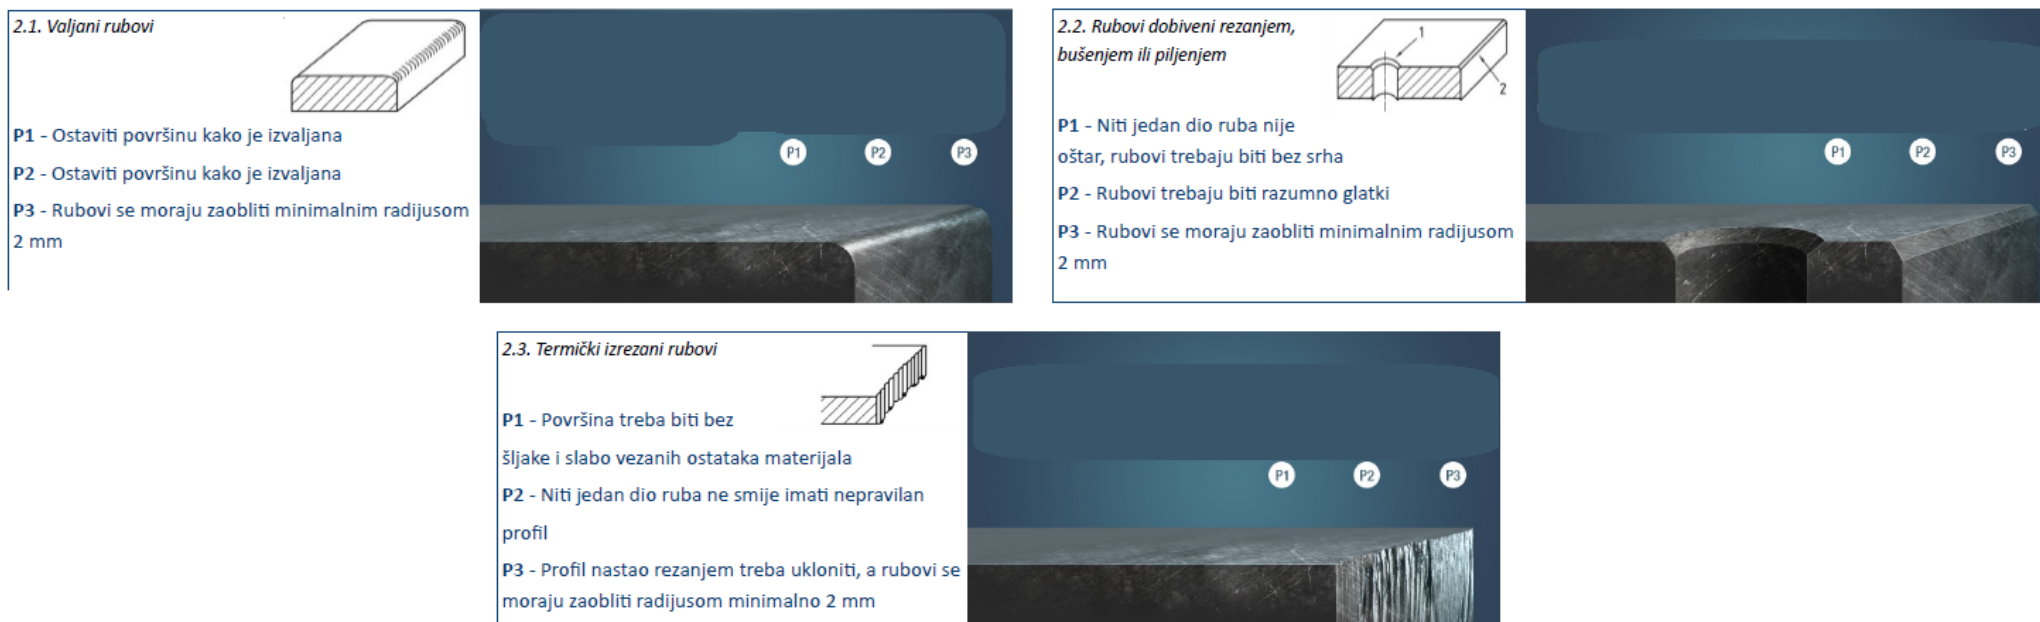 2.1. Valjani rubovi
P1 - Ostaviti površinu kako je izvaljana
P2 - Ostaviti površinu kako je izvaljana
P3 - Rubovi se moraju zaobliti minimalnim radijusom
2 mm
P1 P2 P3
2.2. Rubovi dobiveni rezanjem,
bušenjem ili piljenjem
1
2
P1 - Niti jedan dio ruba nije
oštar, rubovi trebaju biti bez srha
P2 - Rubovi trebaju biti razumno glatki
P3 - Rubovi se moraju zaobliti minimalnim radijusom
2 mm
P1 P2 P3
2.3. Termički izrezani rubovi
P1 - Površina treba biti bez
šljake i slabo vezanih ostataka materijala
P2 - Niti jedan dio ruba ne smije imati nepravilan
profil
P3 - Profil nastao rezanjem treba ukloniti, a rubovi se
moraju zaobliti radijusom minimalno 2 mm
P1 P2 P3